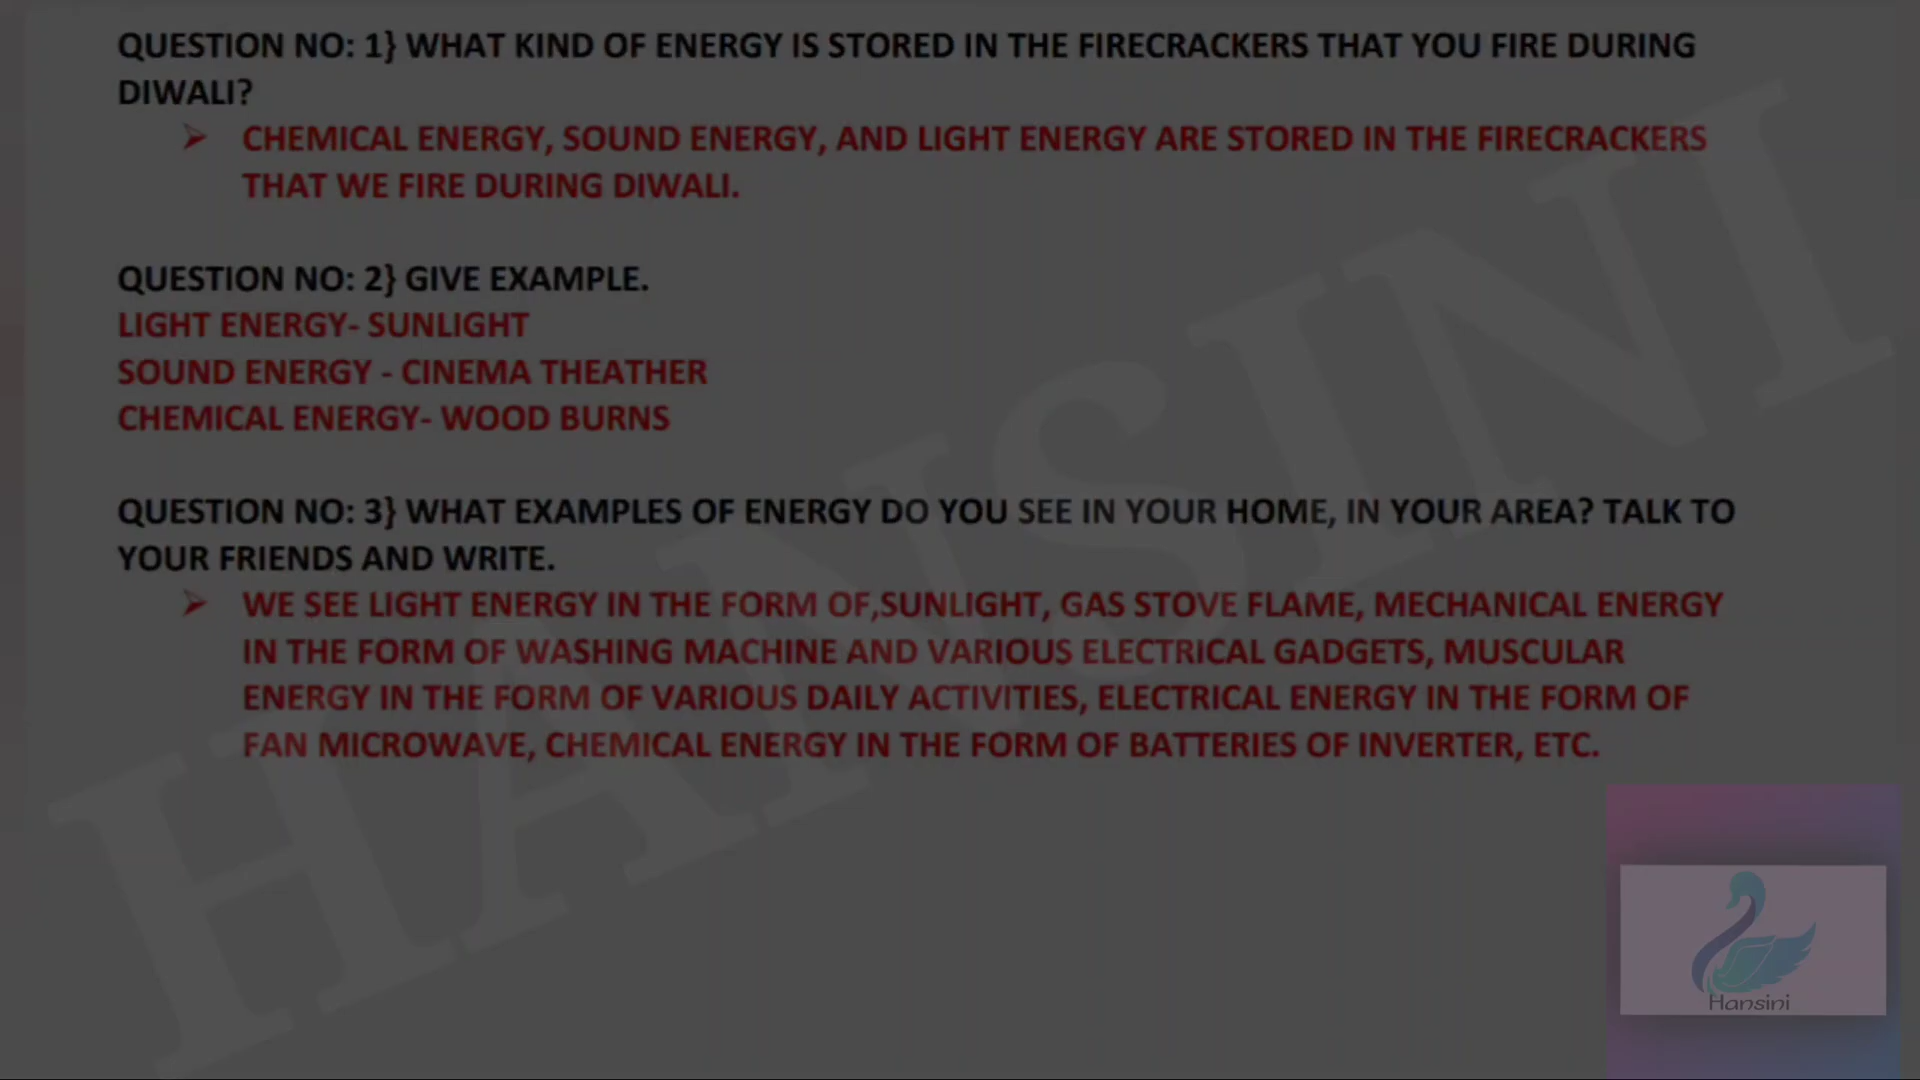 QUESTION NO: 1} WHAT KIND OF ENERGY IS STORED IN THE FIRECRACKERS THAT YOU FIRE DURING
DIWALI?
➢ CHEMICAL ENERGY, SOUND ENERGY, AND LIGHT ENERGY ARE STORED IN THE FIRECRACKERS
THAT WE FIRE DURING DIWALI.
QUESTION NO: 2} GIVE EXAMPLE.
LIGHT ENERGY- SUNLIGHT
SOUND ENERGY - CINEMA THEATHER
CHEMICAL ENERGY- WOOD BURNS
QUESTION NO: 3} WHAT EXAMPLES OF ENERGY DO YOU SEE IN YOUR HOME, IN YOUR AREA? TALK TO
YOUR FRIENDS AND WRITE.
➢ WE SEE LIGHT ENERGY IN THE FORM OF,SUNLIGHT, GAS STOVE FLAME, MECHANICAL ENERGY
IN THE FORM OF WASHING MACHINE AND VARIOUS ELECTRICAL GADGETS, MUSCULAR
ENERGY IN THE FORM OF VARIOUS DAILY ACTIVITIES, ELECTRICAL ENERGY IN THE FORM OF
FAN MICROWAVE, CHEMICAL ENERGY IN THE FORM OF BATTERIES OF INVERTER, ETC.
HANSINI
Hansini